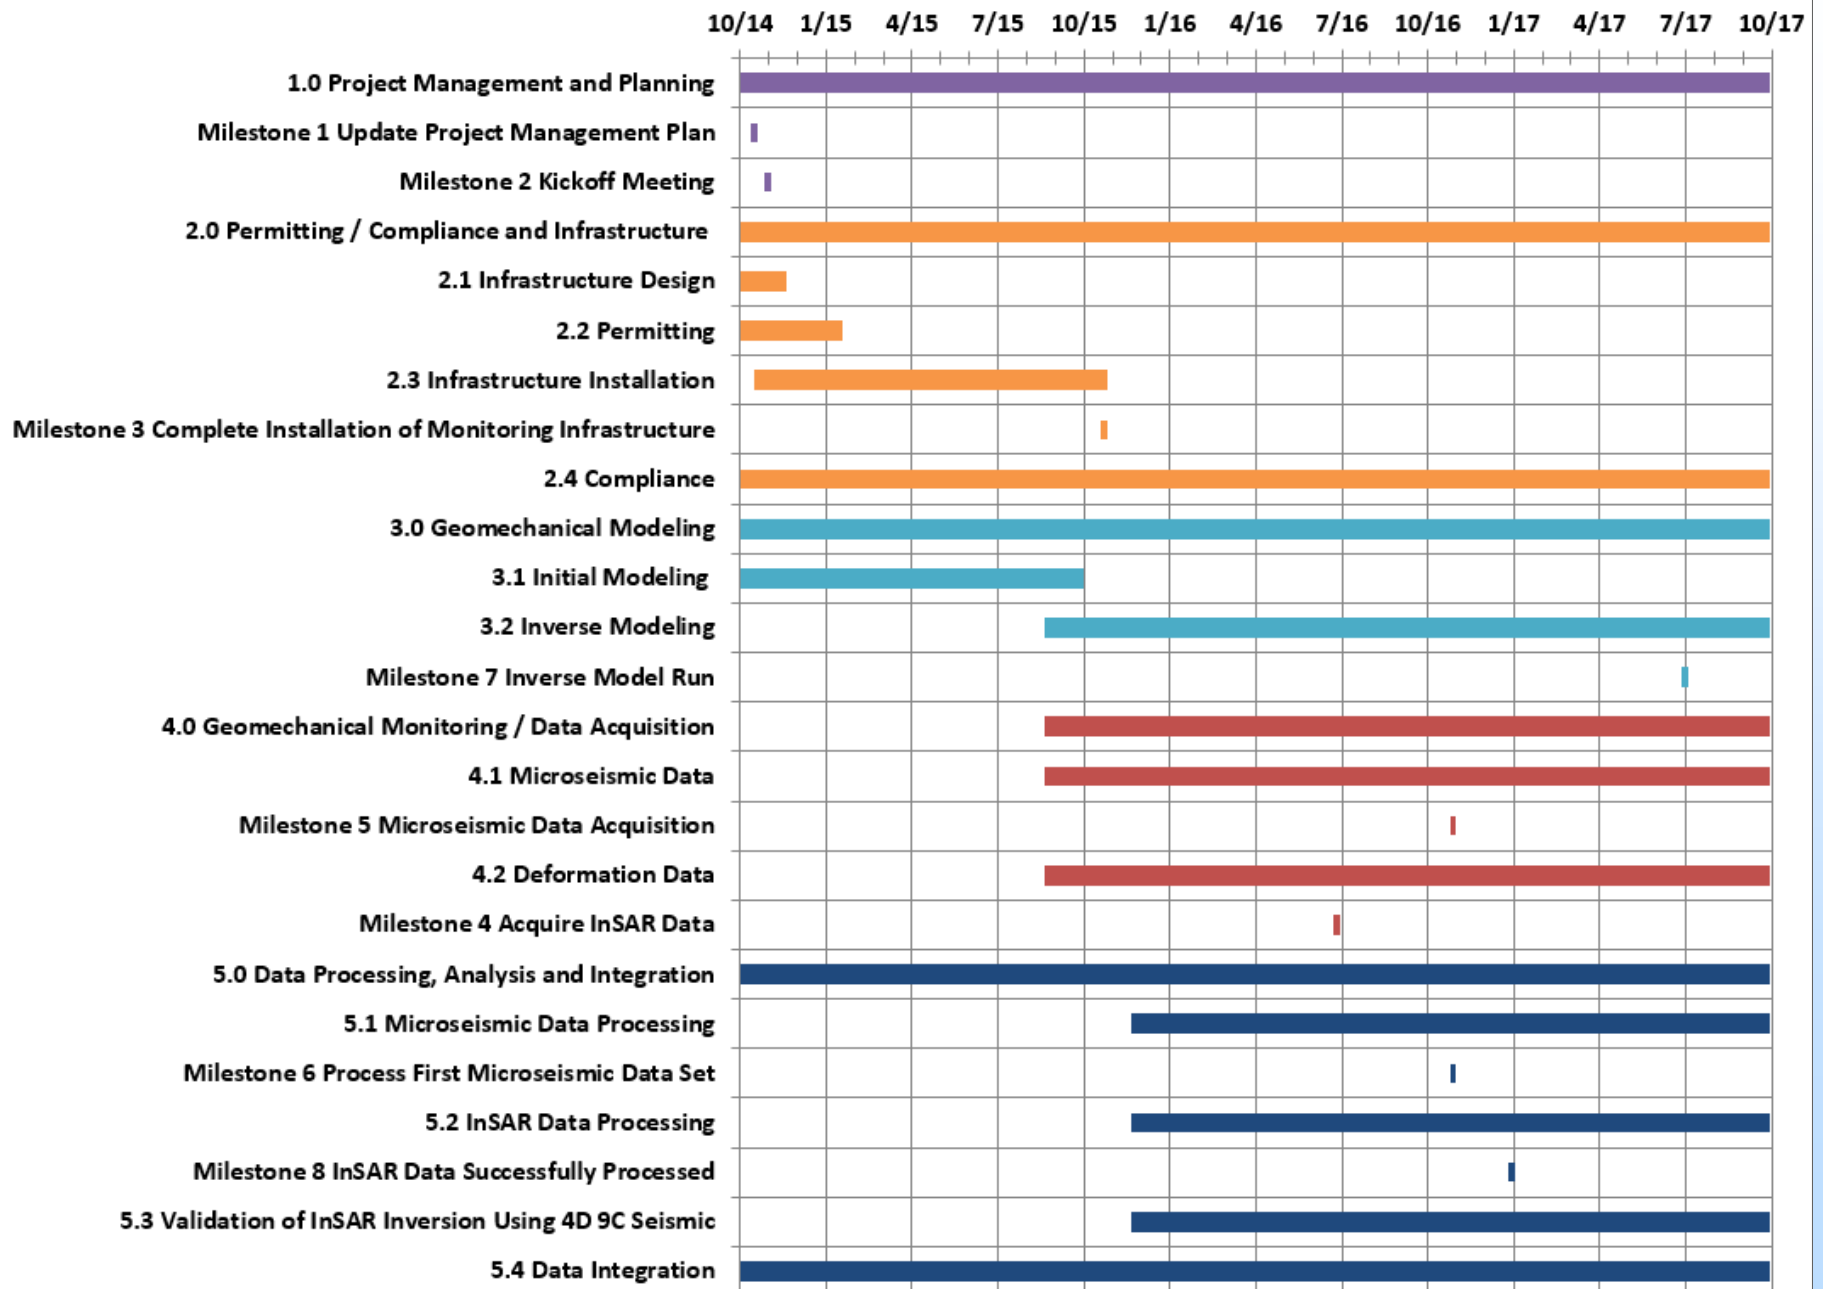 10/14 1/15 4/15 7/15 10/15 1/16 4/16 7/16 10/16 1/17 4/17 7/17 10/17
1.0 Project Management and Planning
Milestone 1 Update Project Management Plan
Milestone 2 Kickoff Meeting
2.0 Permitting / Compliance and Infrastructure
2.1 Infrastructure Design
2.2 Permitting
2.3 Infrastructure Installation
Milestone 3 Complete Installation of Monitoring Infrastructure
2.4 Compliance
3.0 Geomechanical Modeling
3.1 Initial Modeling
3.2 Inverse Modeling
Milestone 7 Inverse Model Run
4.0 Geomechanical Monitoring / Data Acquisition
4.1 Microseismic Data
Milestone 5 Microseismic Data Acquisition
4.2 Deformation Data
Milestone 4 Acquire InSAR Data
5.0 Data Processing, Analysis and Integration
5.1 Microseismic Data Processing
Milestone 6 Process First Microseismic Data Set
5.2 InSAR Data Processing
Milestone 8 InSAR Data Successfully Processed
5.3 Validation of InSAR Inversion Using 4D 9C Seismic
5.4 Data Integration